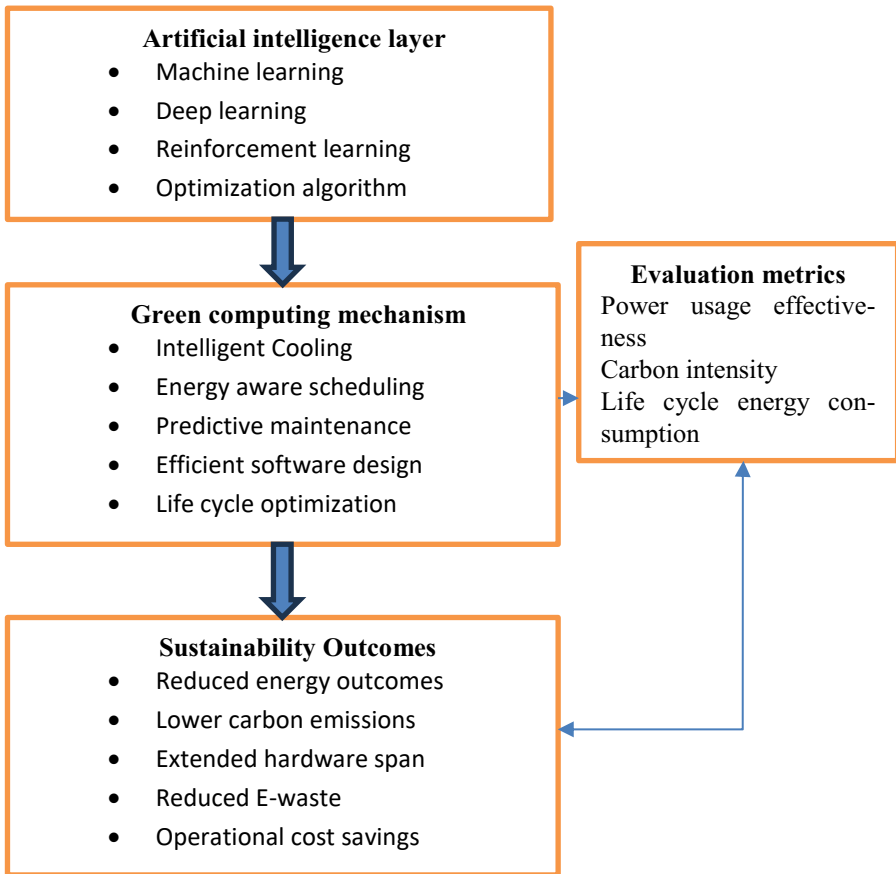 Artificial intelligence layer
• Machine learning
• Deep learning
• Reinforcement learning
• Optimization algorithm
Green computing mechanism
• Intelligent Cooling
• Energy aware scheduling
• Predictive maintenance
• Efficient software design
• Life cycle optimization
Evaluation metrics
Power usage effective-
ness
Carbon intensity
Life cycle energy con-
sumption
Sustainability Outcomes
• Reduced energy outcomes
• Lower carbon emissions
• Extended hardware span
• Reduced E-waste
• Operational cost savings